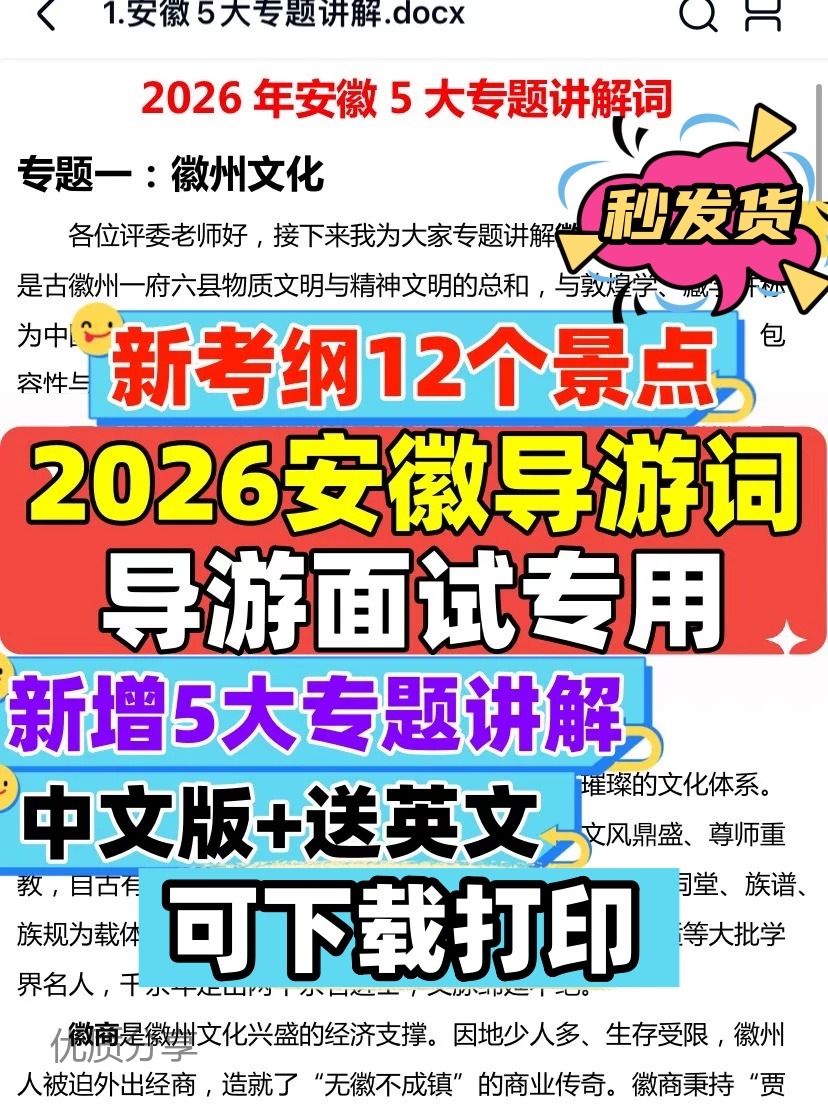 1.安徽5大专题讲解.docx
2026 年安徽 5 大专题讲解词
专题一：徽州文化
秒发货
各位评委老师好，接下来我为大家专题讲解
是古徽州一府六县物质文明与精神文明的总和，与敦煌学、藏学并称
为中 包
容性与
新考纲12个景点
2026安徽导游词
导游面试专用
新增5大专题讲解
璀璨的文化体系。
中文版+送英文
文风鼎盛、尊师重
教，自古有 祠堂、族谱、
可下载打印
族规为载体 等大批学
界名人，
徽商是徽州文化兴盛的经济支撑。因地少人多、生存受限，徽州
优质分享
人被迫外出经商，造就了“无徽不成镇”的商业传奇。徽商秉持“贾